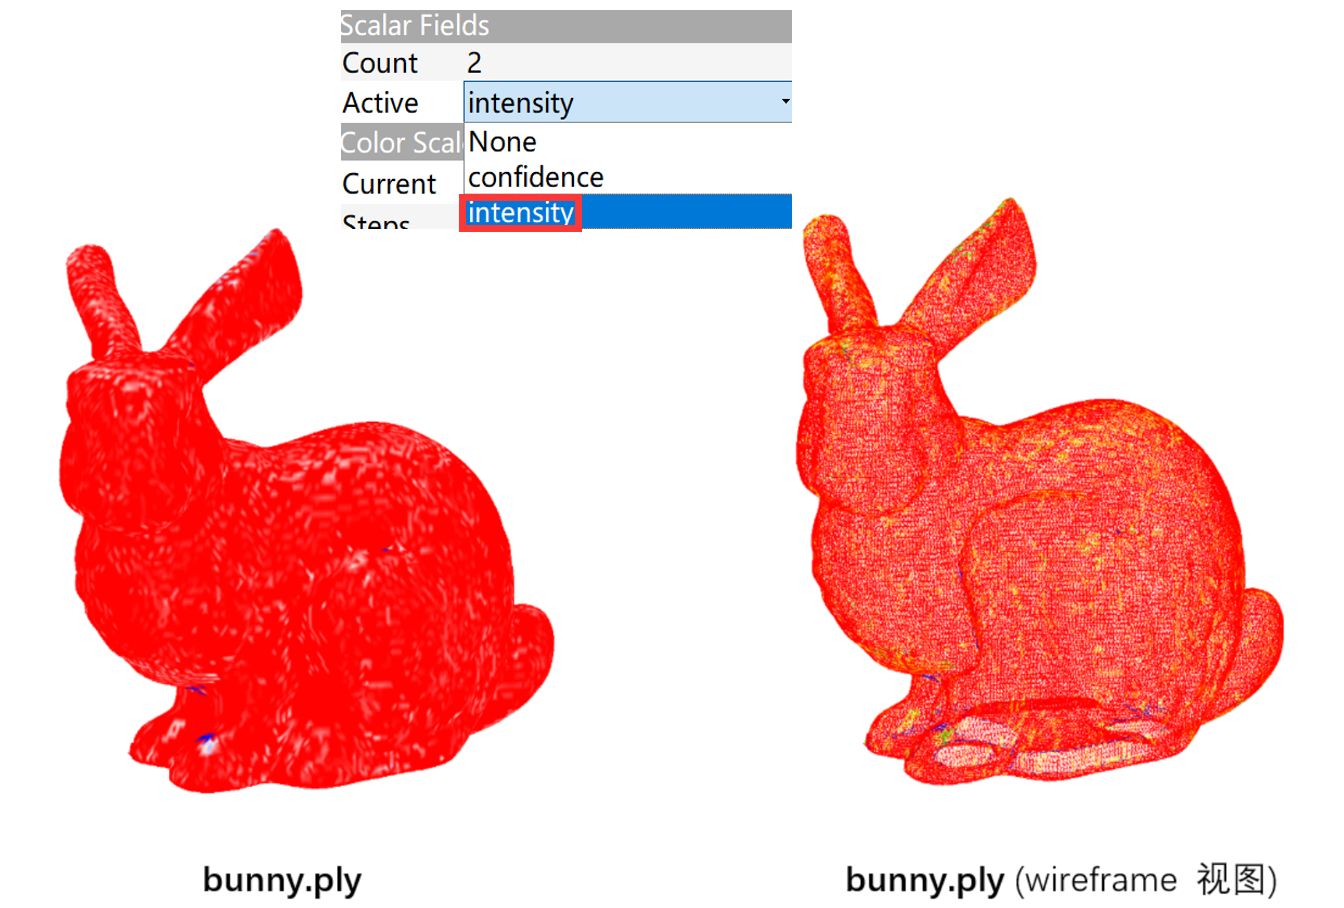 Scalar Fields
Count 2
Active intensity
None
Color Scal
confidence
Current
intensity
Steps
bunny.ply
bunny.ply (wireframe 视图)